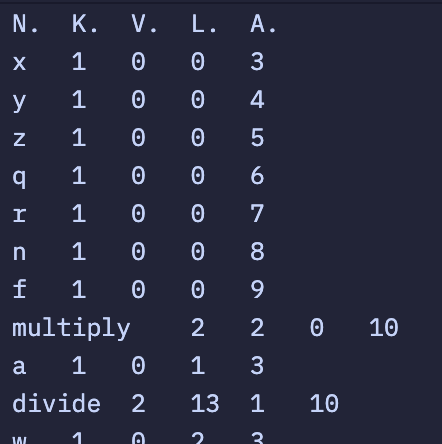 N. K. V. L. A.
x 1 0 0 3
y 1 0 0 4
z 1 0 0 5
q 1 0 0 6
r 1 0 0 7
n 1 0 0 8
f 1 0 0 9
multiply 2 2 0 10
a 1 0 1 3
divide 2 13 1 10
w 1 0 2 3